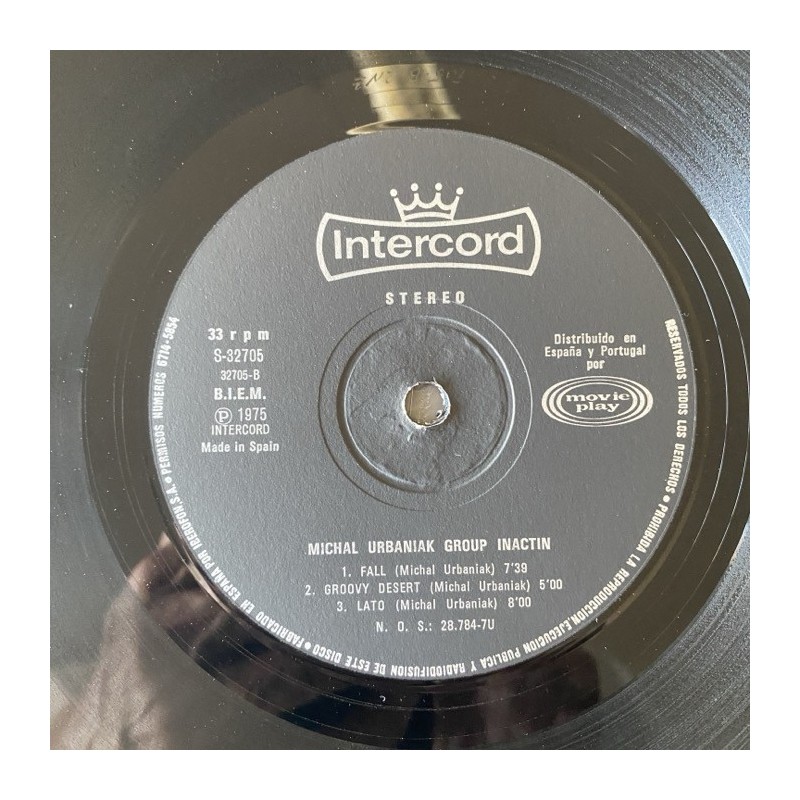 Intercord
STEREO
33 rpm
S-32705
32705-B
B.I.E.M.
Ⓟ 1975
INTERCORD
Made in Spain
Distribuido en
España y Portugal
por
movie
play
MICHAL URBANIAK GROUP INACTIN
1. FALL (Michal Urbaniak) 7'39
2. GROOVY DESERT (Michal Urbaniak) 5'00
3. LATO (Michal Urbaniak) 8'00
N. O. S.: 28.784-7U
RESERVADOS TODOS LOS DERECHOS • PROHIBIDA LA REPRODUCCION,EJECUCION PUBLICA Y RADIODIFUSION DE ESTE DISCO • FABRICADO EN ESPAÑA POR IBEROFON,S.A. • PERMISOS NUMEROS 6714-5854